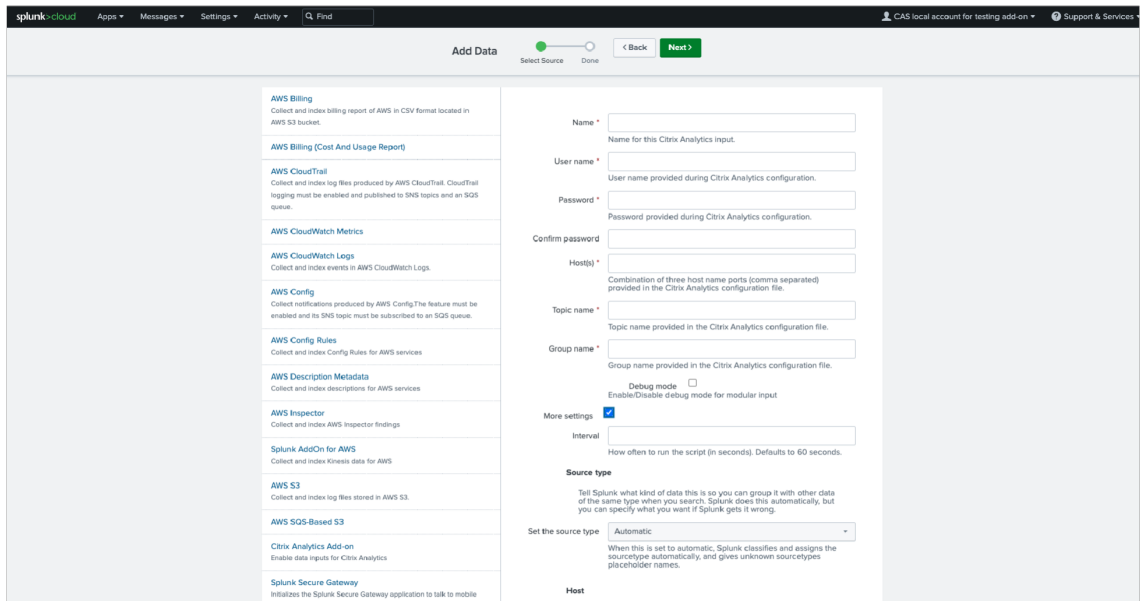 splunk>cloud Apps Messages Settings Activity Find CAS local account for testing add-on Support & Services
Add Data Select Source Done < Back Next >
AWS Billing
Collect and index billing report of AWS in CSV format located in
AWS S3 bucket.
AWS Billing (Cost And Usage Report)
AWS CloudTrail
Collect and index log files produced by AWS CloudTrail. CloudTrail
logging must be enabled and published to SNS topics and an SQS
queue.
AWS CloudWatch Metrics
AWS CloudWatch Logs
Collect and index events in AWS CloudWatch Logs.
AWS Config
Collect notifications produced by AWS Config.The feature must be
enabled and its SNS topic must be subscribed to an SQS queue.
AWS Config Rules
Collect and index Config Rules for AWS services
AWS Description Metadata
Collect and index descriptions for AWS services
AWS Inspector
Collect and index AWS Inspector findings
Splunk AddOn for AWS
Collect and index Kinesis data for AWS
AWS S3
Collect and index log files stored in AWS S3.
AWS SQS-Based S3
Citrix Analytics Add-on
Enable data inputs for Citrix Analytics
Splunk Secure Gateway
Initializes the Splunk Secure Gateway application to talk to mobile
Name *
Name for this Citrix Analytics input.
User name *
User name provided during Citrix Analytics configuration.
Password *
Password provided during Citrix Analytics configuration.
Confirm password
Host(s) *
Combination of three host name ports (comma separated)
provided in the Citrix Analytics configuration file.
Topic name *
Topic name provided in the Citrix Analytics configuration file.
Group name *
Group name provided in the Citrix Analytics configuration file.
Debug mode
Enable/Disable debug mode for modular input
More settings
Interval
How often to run the script (in seconds). Defaults to 60 seconds.
Source type
Tell Splunk what kind of data this is so you can group it with other data
of the same type when you search. Splunk does this automatically, but
you can specify what you want if Splunk gets it wrong.
Set the source type Automatic
When this is set to automatic, Splunk classifies and assigns the
sourcetype automatically, and gives unknown sourcetypes
placeholder names.
Host